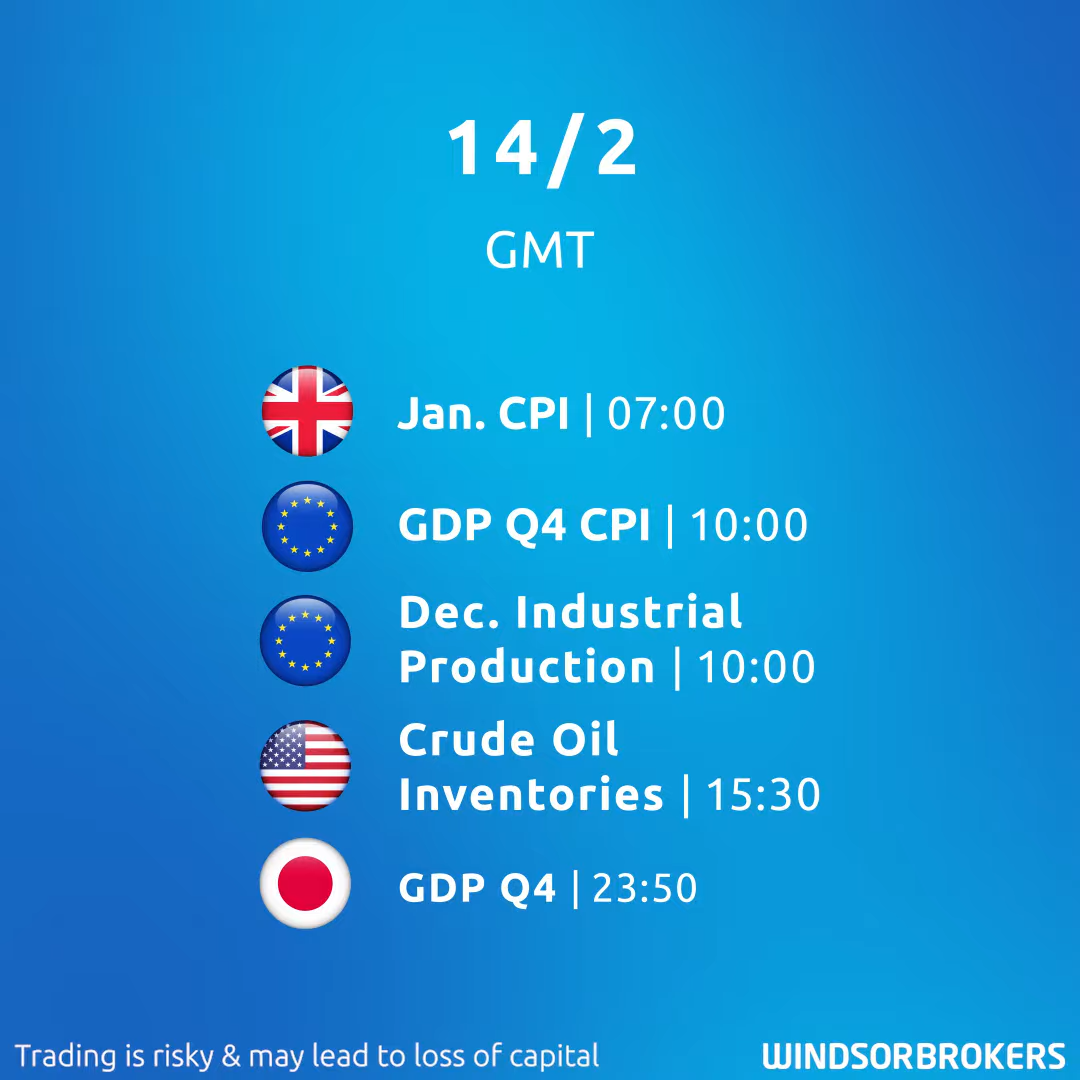 14/2
GMT
Jan. CPI | 07:00
GDP Q4 CPI | 10:00
Dec. Industrial
Production | 10:00
Crude Oil
Inventories | 15:30
GDP Q4 | 23:50
Trading is risky & may lead to loss of capital
WINDSORBROKERS